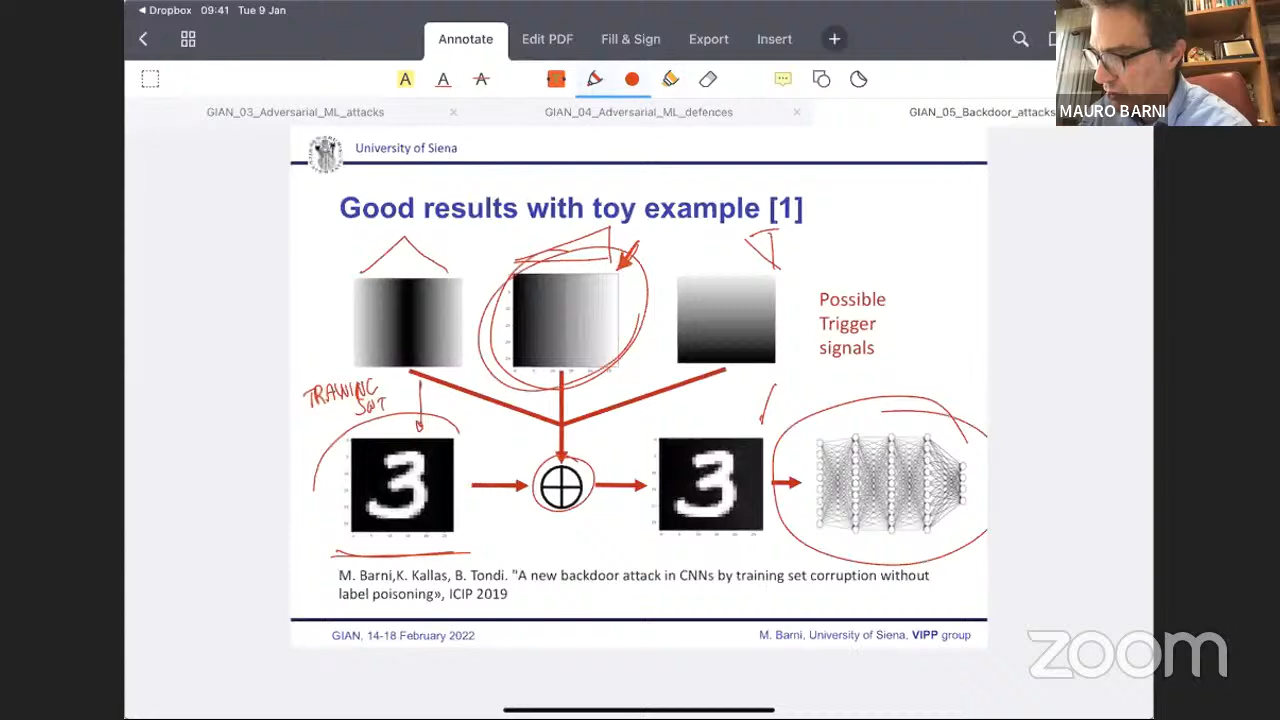 Dropbox 09:41 Tue 9 Jan
Annotate Edit PDF Fill & Sign Export Insert
A A A
GIAN_03_Adversarial_ML_attacks GIAN_04_Adversarial_ML_defences GIAN_05_Backdoor_attacks
MAURO BARNI
University of Siena
Good results with toy example [1]
Possible
Trigger
signals
TRAINING
SET
3 3
M. Barni,K. Kallas, B. Tondi. "A new backdoor attack in CNNs by training set corruption without
label poisoning», ICIP 2019
GIAN, 14-18 February 2022 M. Barni, University of Siena, VIPP group
zoom